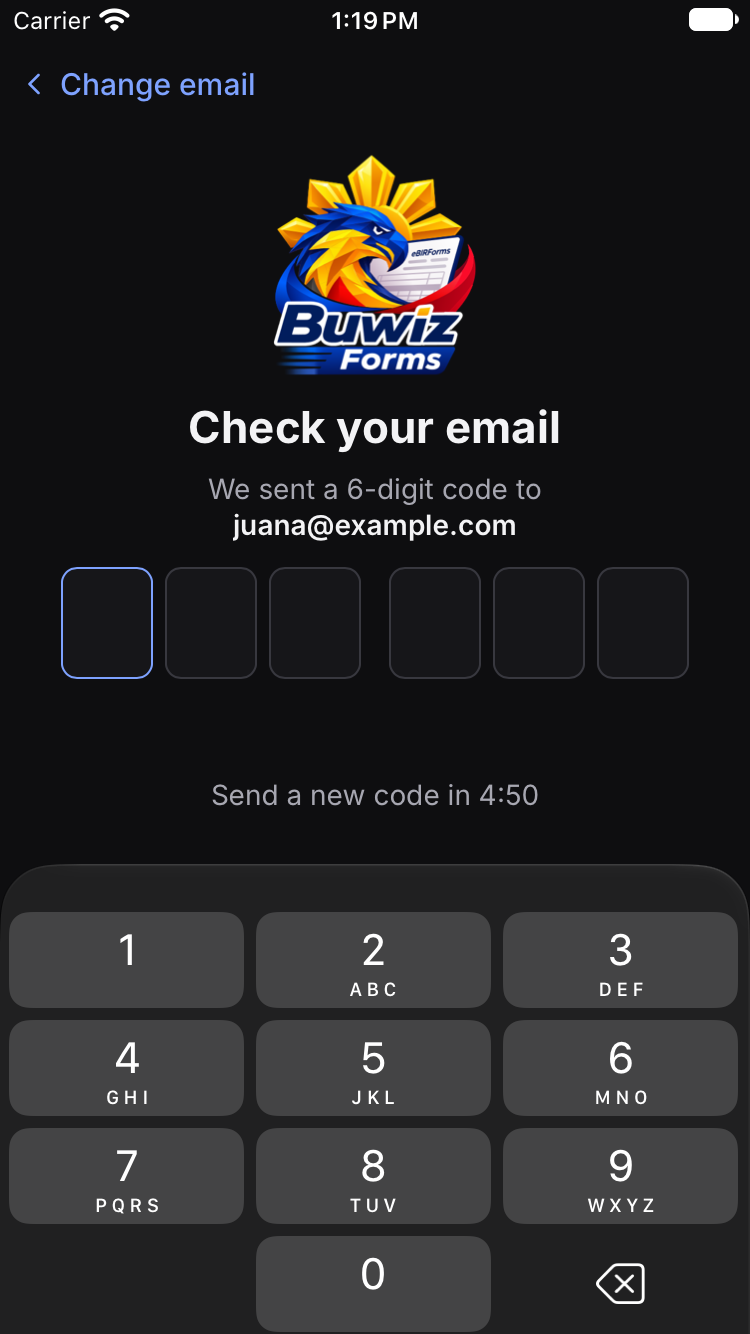 Carrier 1:19 PM
Change email
eBIRForms
Buwiz
Forms
Check your email
We sent a 6-digit code to
juana@example.com
Send a new code in 4:50
1 2 3
ABC DEF
4 5 6
GHI JKL MNO
7 8 9
PQRS TUV WXYZ
0